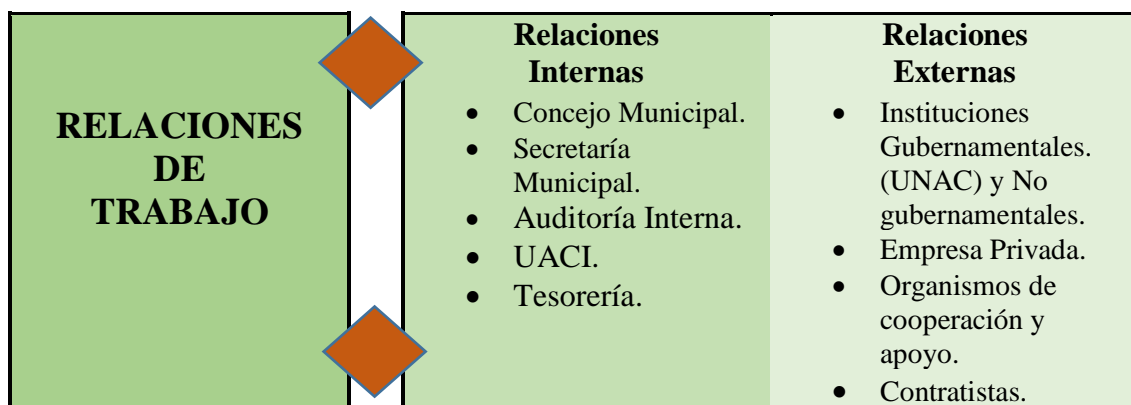 RELACIONES
DE
TRABAJO
Relaciones
Internas
• Concejo Municipal.
• Secretaría
Municipal.
• Auditoría Interna.
• UACI.
• Tesorería.
Relaciones
Externas
• Instituciones
Gubernamentales.
(UNAC) y No
gubernamentales.
• Empresa Privada.
• Organismos de
cooperación y
apoyo.
• Contratistas.